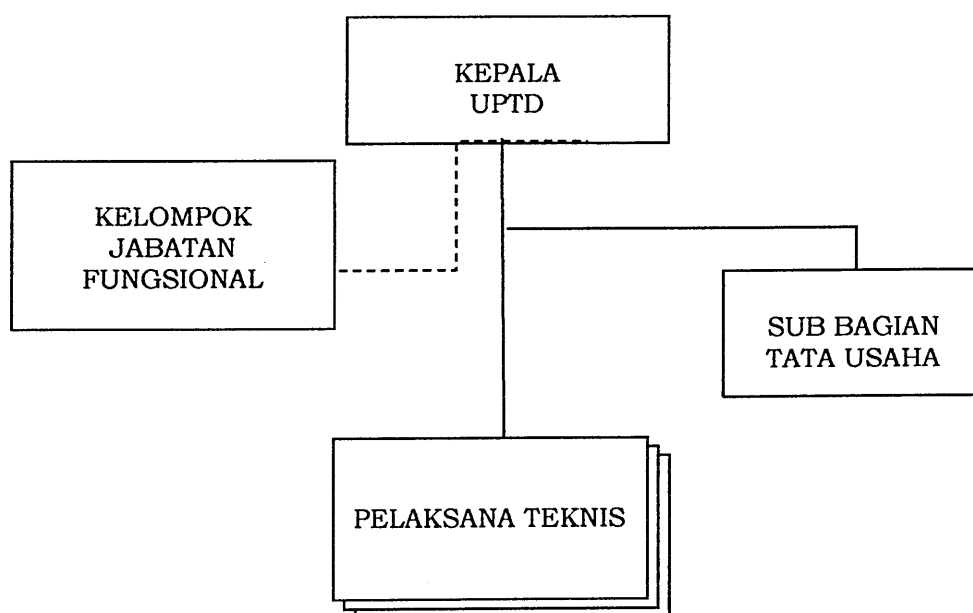 KEPALA
UPTD
KELOMPOK
JABATAN
FUNGSIONAL
SUB BAGIAN
TATA USAHA
PELAKSANA TEKNIS